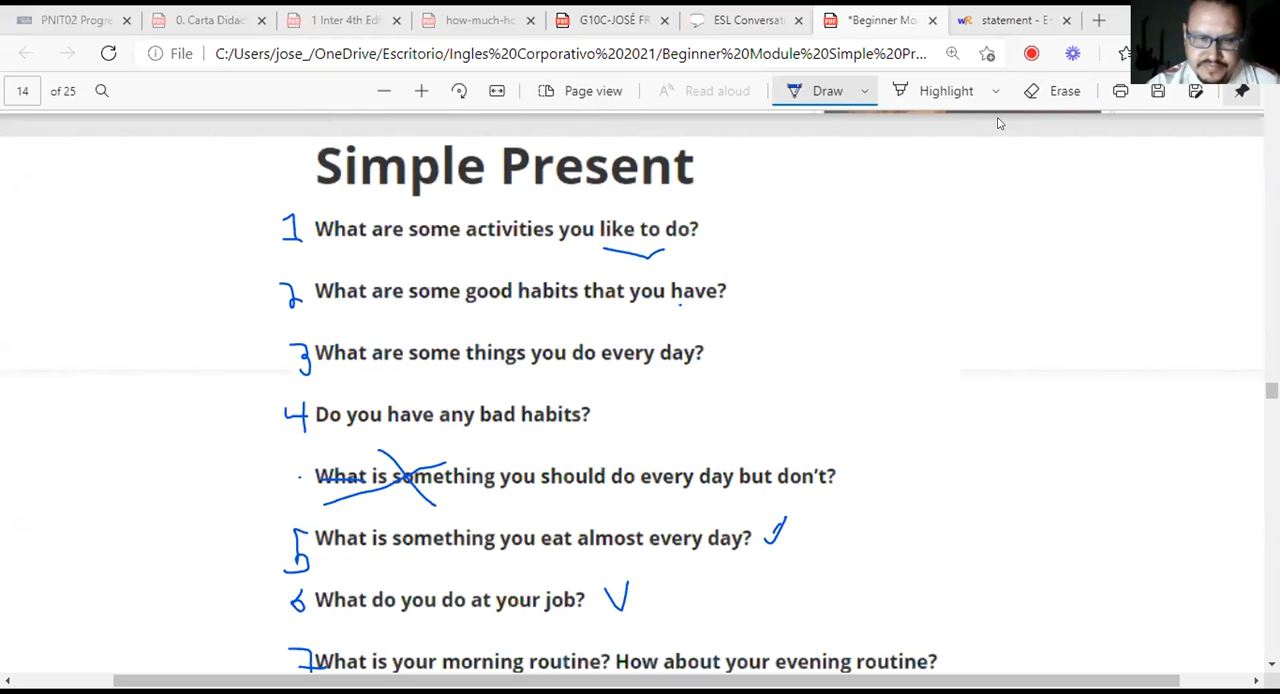 PNIT02 Progre
0. Carta Didac
1 Inter 4th Edi
how-much-ho
G10C-JOSÉ FR
ESL Conversat
*Beginner Mo
wR statement - E
File C:/Users/jose_/OneDrive/Escritorio/Ingles%20Corporativo%202021/Beginner%20Module%20Simple%20Pr...
14 of 25 Page view Read aloud Draw Highlight Erase
Simple Present
1 What are some activities you like to do?
2 What are some good habits that you have?
3 What are some things you do every day?
4 Do you have any bad habits?
What is something you should do every day but don't?
5 What is something you eat almost every day?
6 What do you do at your job?
7 What is your morning routine? How about your evening routine?